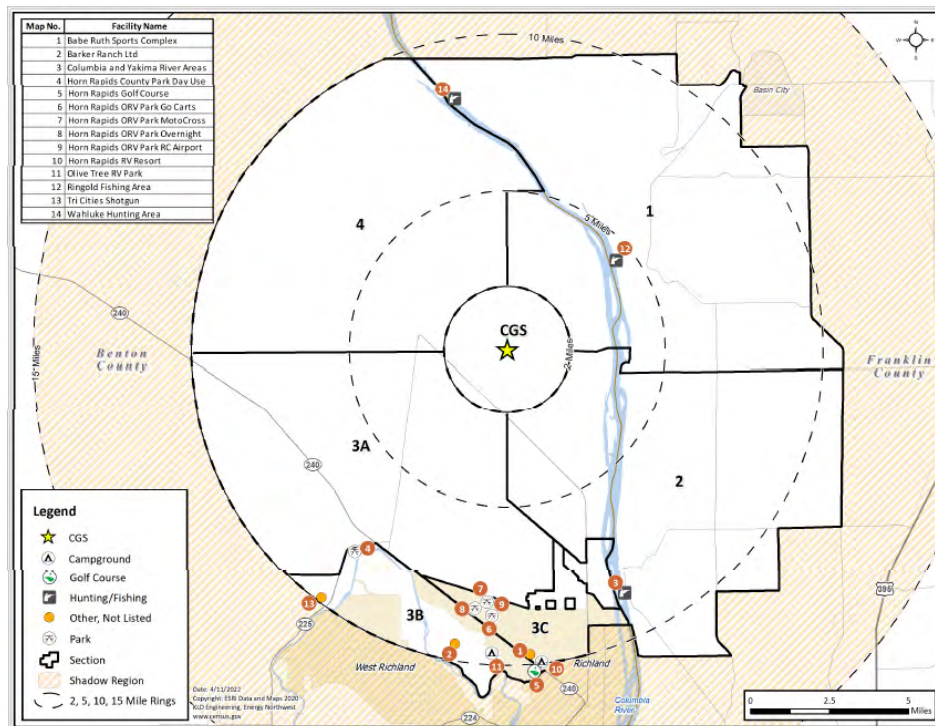 Map No. Facility Name
1 Babe Ruth Sports Complex
2 Barker Ranch Ltd
3 Columbia and Yakima River Areas
4 Horn Rapids County Park Day Use
5 Horn Rapids Golf Course
6 Horn Rapids ORV Park Go Carts
7 Horn Rapids ORV Park MotoCross
8 Horn Rapids ORV Park Overnight
9 Horn Rapids ORV Park RC Airport
10 Horn Rapids RV Resort
11 Olive Tree RV Park
12 Ringold Fishing Area
13 Tri Cities Shotgun
14 Wahluke Hunting Area
10 Miles
N
W
E
S
14
Basin City
4
1
5 Miles
12
240
CGS
2 Miles
15 Miles
Benton
County
Franklin
County
3A
240
2
4
3
7
8
9
13
3B
6
3C
225
395
2
1
11
10
5
West Richland
Richland
240
224
Columbia
River
Legend
CGS
Campground
Golf Course
Hunting/Fishing
Other, Not Listed
Park
Section
Shadow Region
2, 5, 10, 15 Mile Rings
Date: 4/11/2022
Copyright: ESRI Data and Maps 2020
KLD Engineering, Energy Northwest
www.census.gov
0 2.5 5
Miles